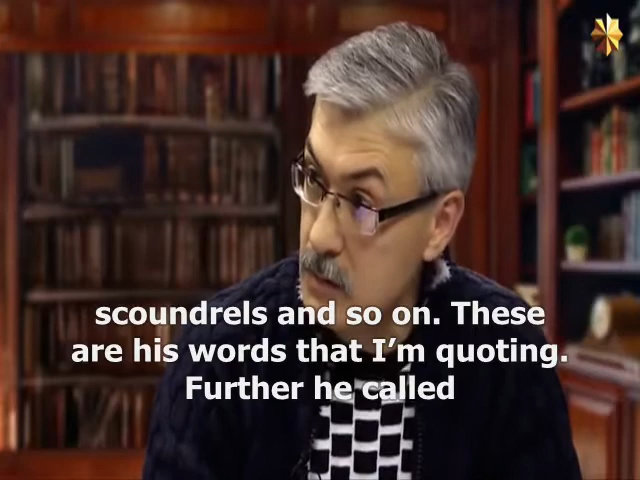 scoundrels and so on. These
are his words that I’m quoting.
Further he called